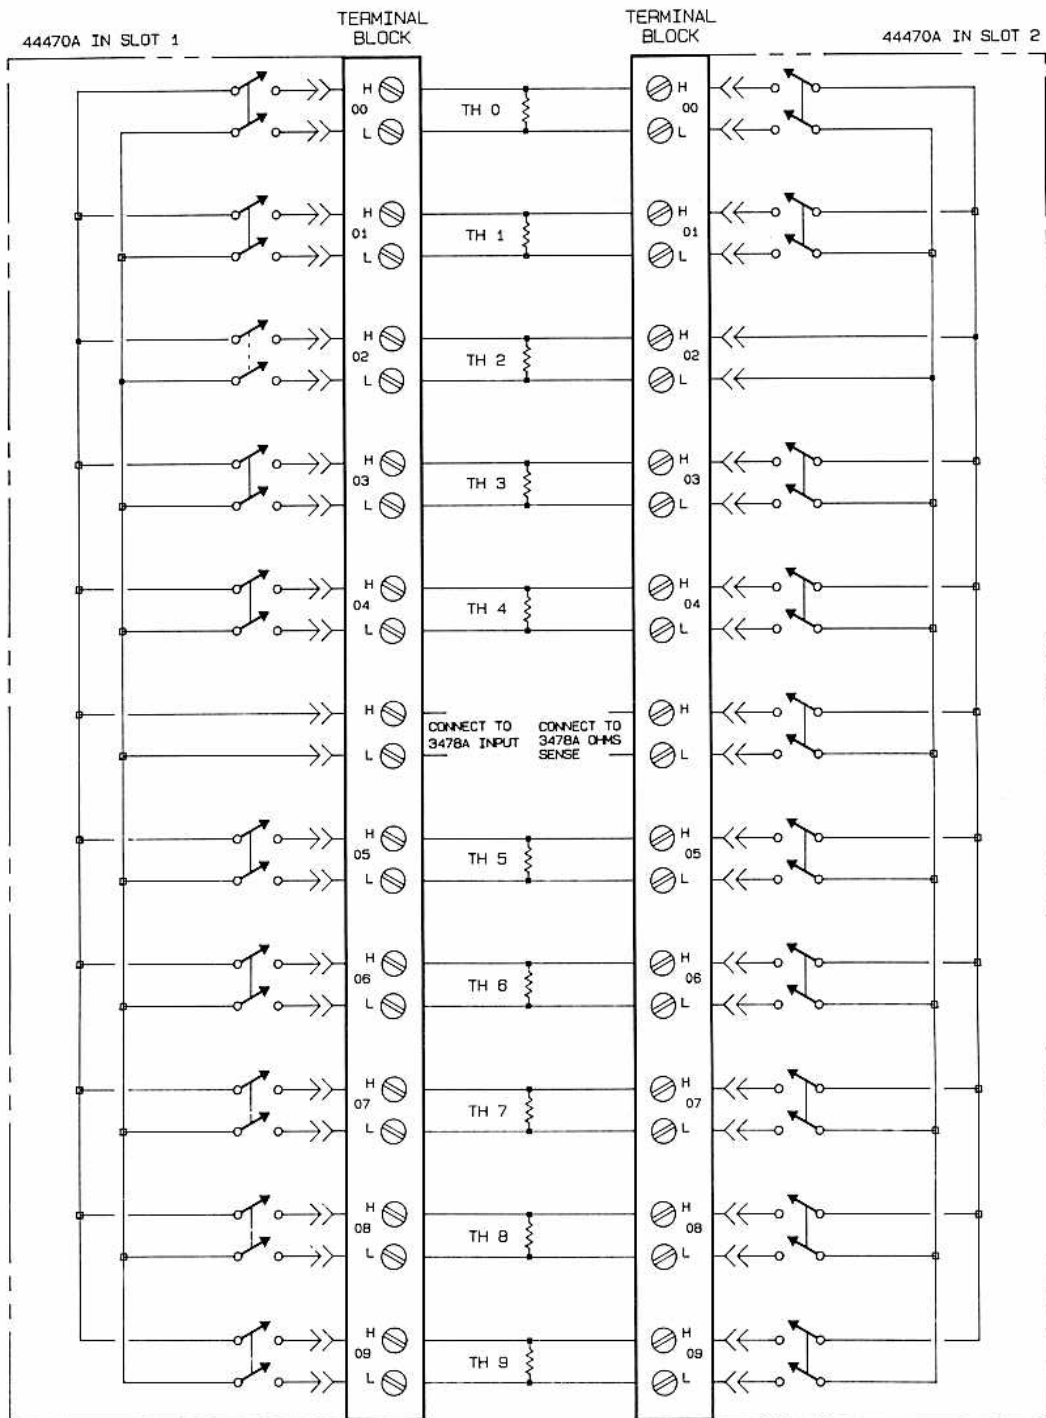 44470A IN SLOT 1
TERMINAL
BLOCK
TERMINAL
BLOCK
44470A IN SLOT 2
H
00
L
TH 0
H
00
L
H
01
L
TH 1
H
01
L
H
02
L
TH 2
H
02
L
H
03
L
TH 3
H
03
L
H
04
L
TH 4
H
04
L
H
L
CONNECT TO
3478A INPUT
CONNECT TO
3478A OHMS
SENSE
H
L
H
05
L
TH 5
H
05
L
H
06
L
TH 6
H
06
L
H
07
L
TH 7
H
07
L
H
08
L
TH 8
H
08
L
H
09
L
TH 9
H
09
L